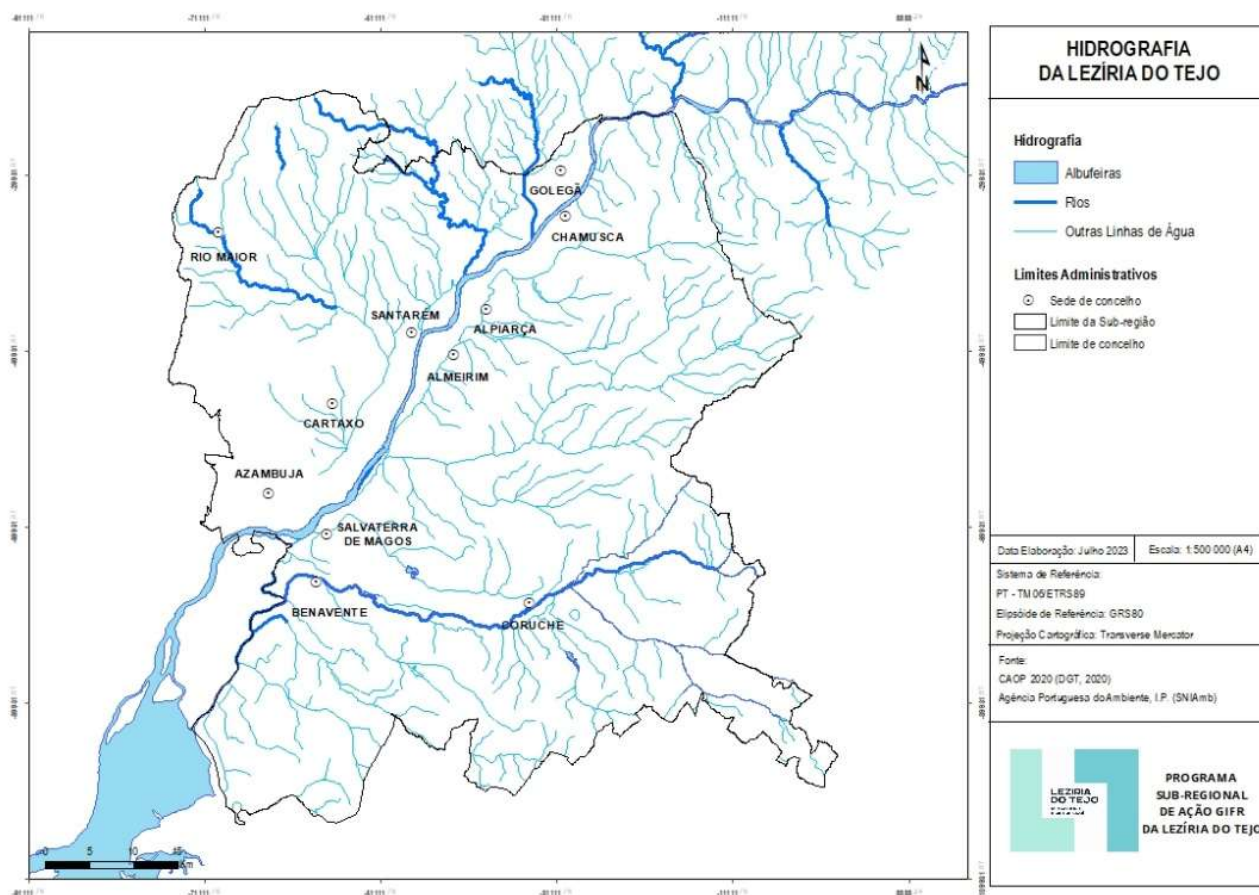 HIDROGRAFIA
DA LEZÍRIA DO TEJO
Hidrografia
Albufeiras
Rios
Outras Linhas de Água
Limites Administrativos
Sede de concelho
Limite da Sub-região
Limite de concelho
Data Elaboração: Julho 2023
Escala: 1:500 000 (A4)
Sistema de Referência:
PT - TM06/ETRS89
Elipsóide de Referência: GRS80
Projeção Cartográfica: Transverse Mercator
Fonte:
CAOP 2020 (DGT, 2020)
Agência Portuguesa do Ambiente, I.P. (SNIAmb)
LEZÍRIA
DO TEJO
PROGRAMA
SUB-REGIONAL
DE AÇÃO GIFR
DA LEZÍRIA DO TEJO
N
GOLEGÃ
CHAMUSCA
RIO MAIOR
SANTARÉM
ALPIARÇA
ALMEIRIM
CARTAXO
AZAMBUJA
SALVATERRA
DE MAGOS
BENAVENTE
CORUCHE
0 5 10 15